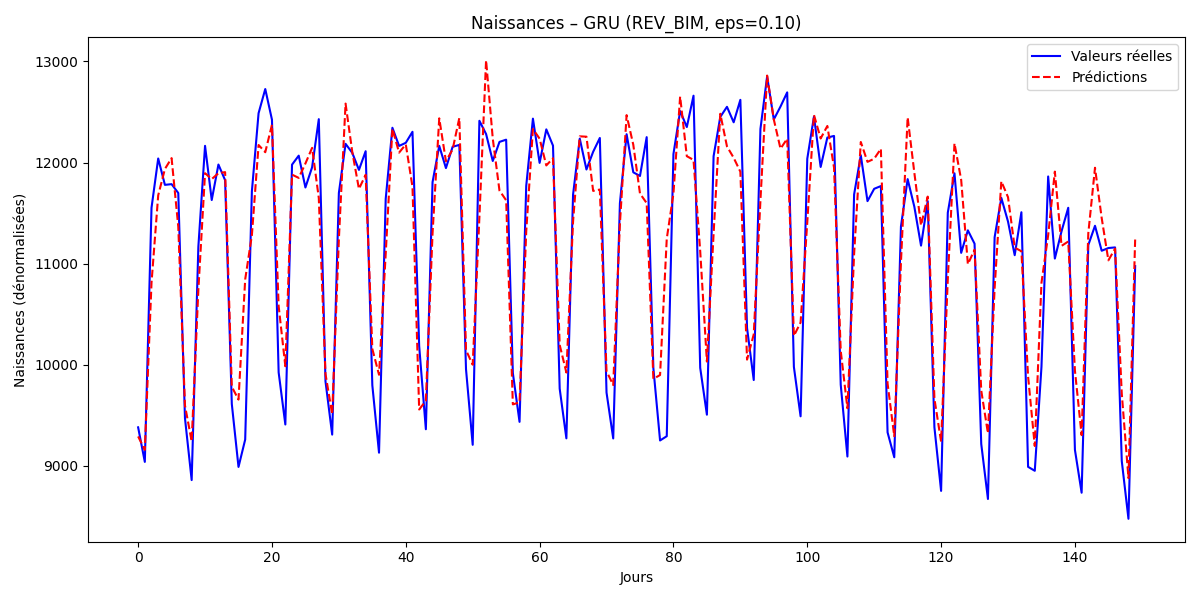 Naissances – GRU (REV_BIM, eps=0.10)
Valeurs réelles
Prédictions
Naissances (dénormalisées)
13000
12000
11000
10000
9000
0 20 40 60 80 100 120 140
Jours